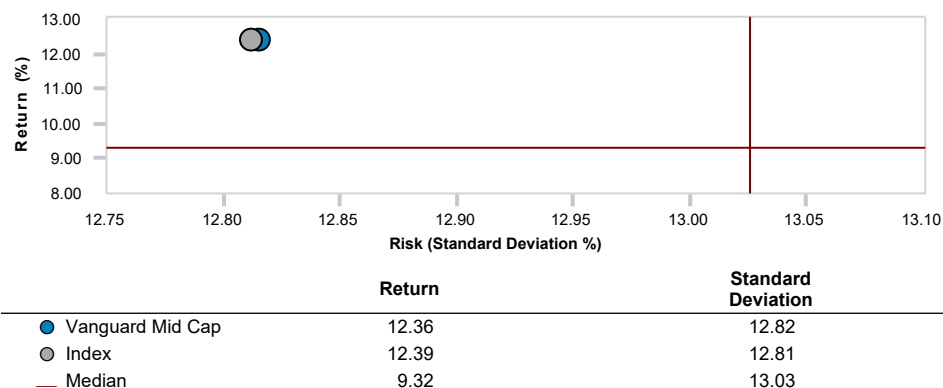 13.00
12.00
11.00
10.00
9.00
8.00
Return (%)
12.75 12.80 12.85 12.90 12.95 13.00 13.05 13.10
Risk (Standard Deviation %)
Return Standard Deviation
Vanguard Mid Cap 12.36 12.82
Index 12.39 12.81
Median 9.32 13.03